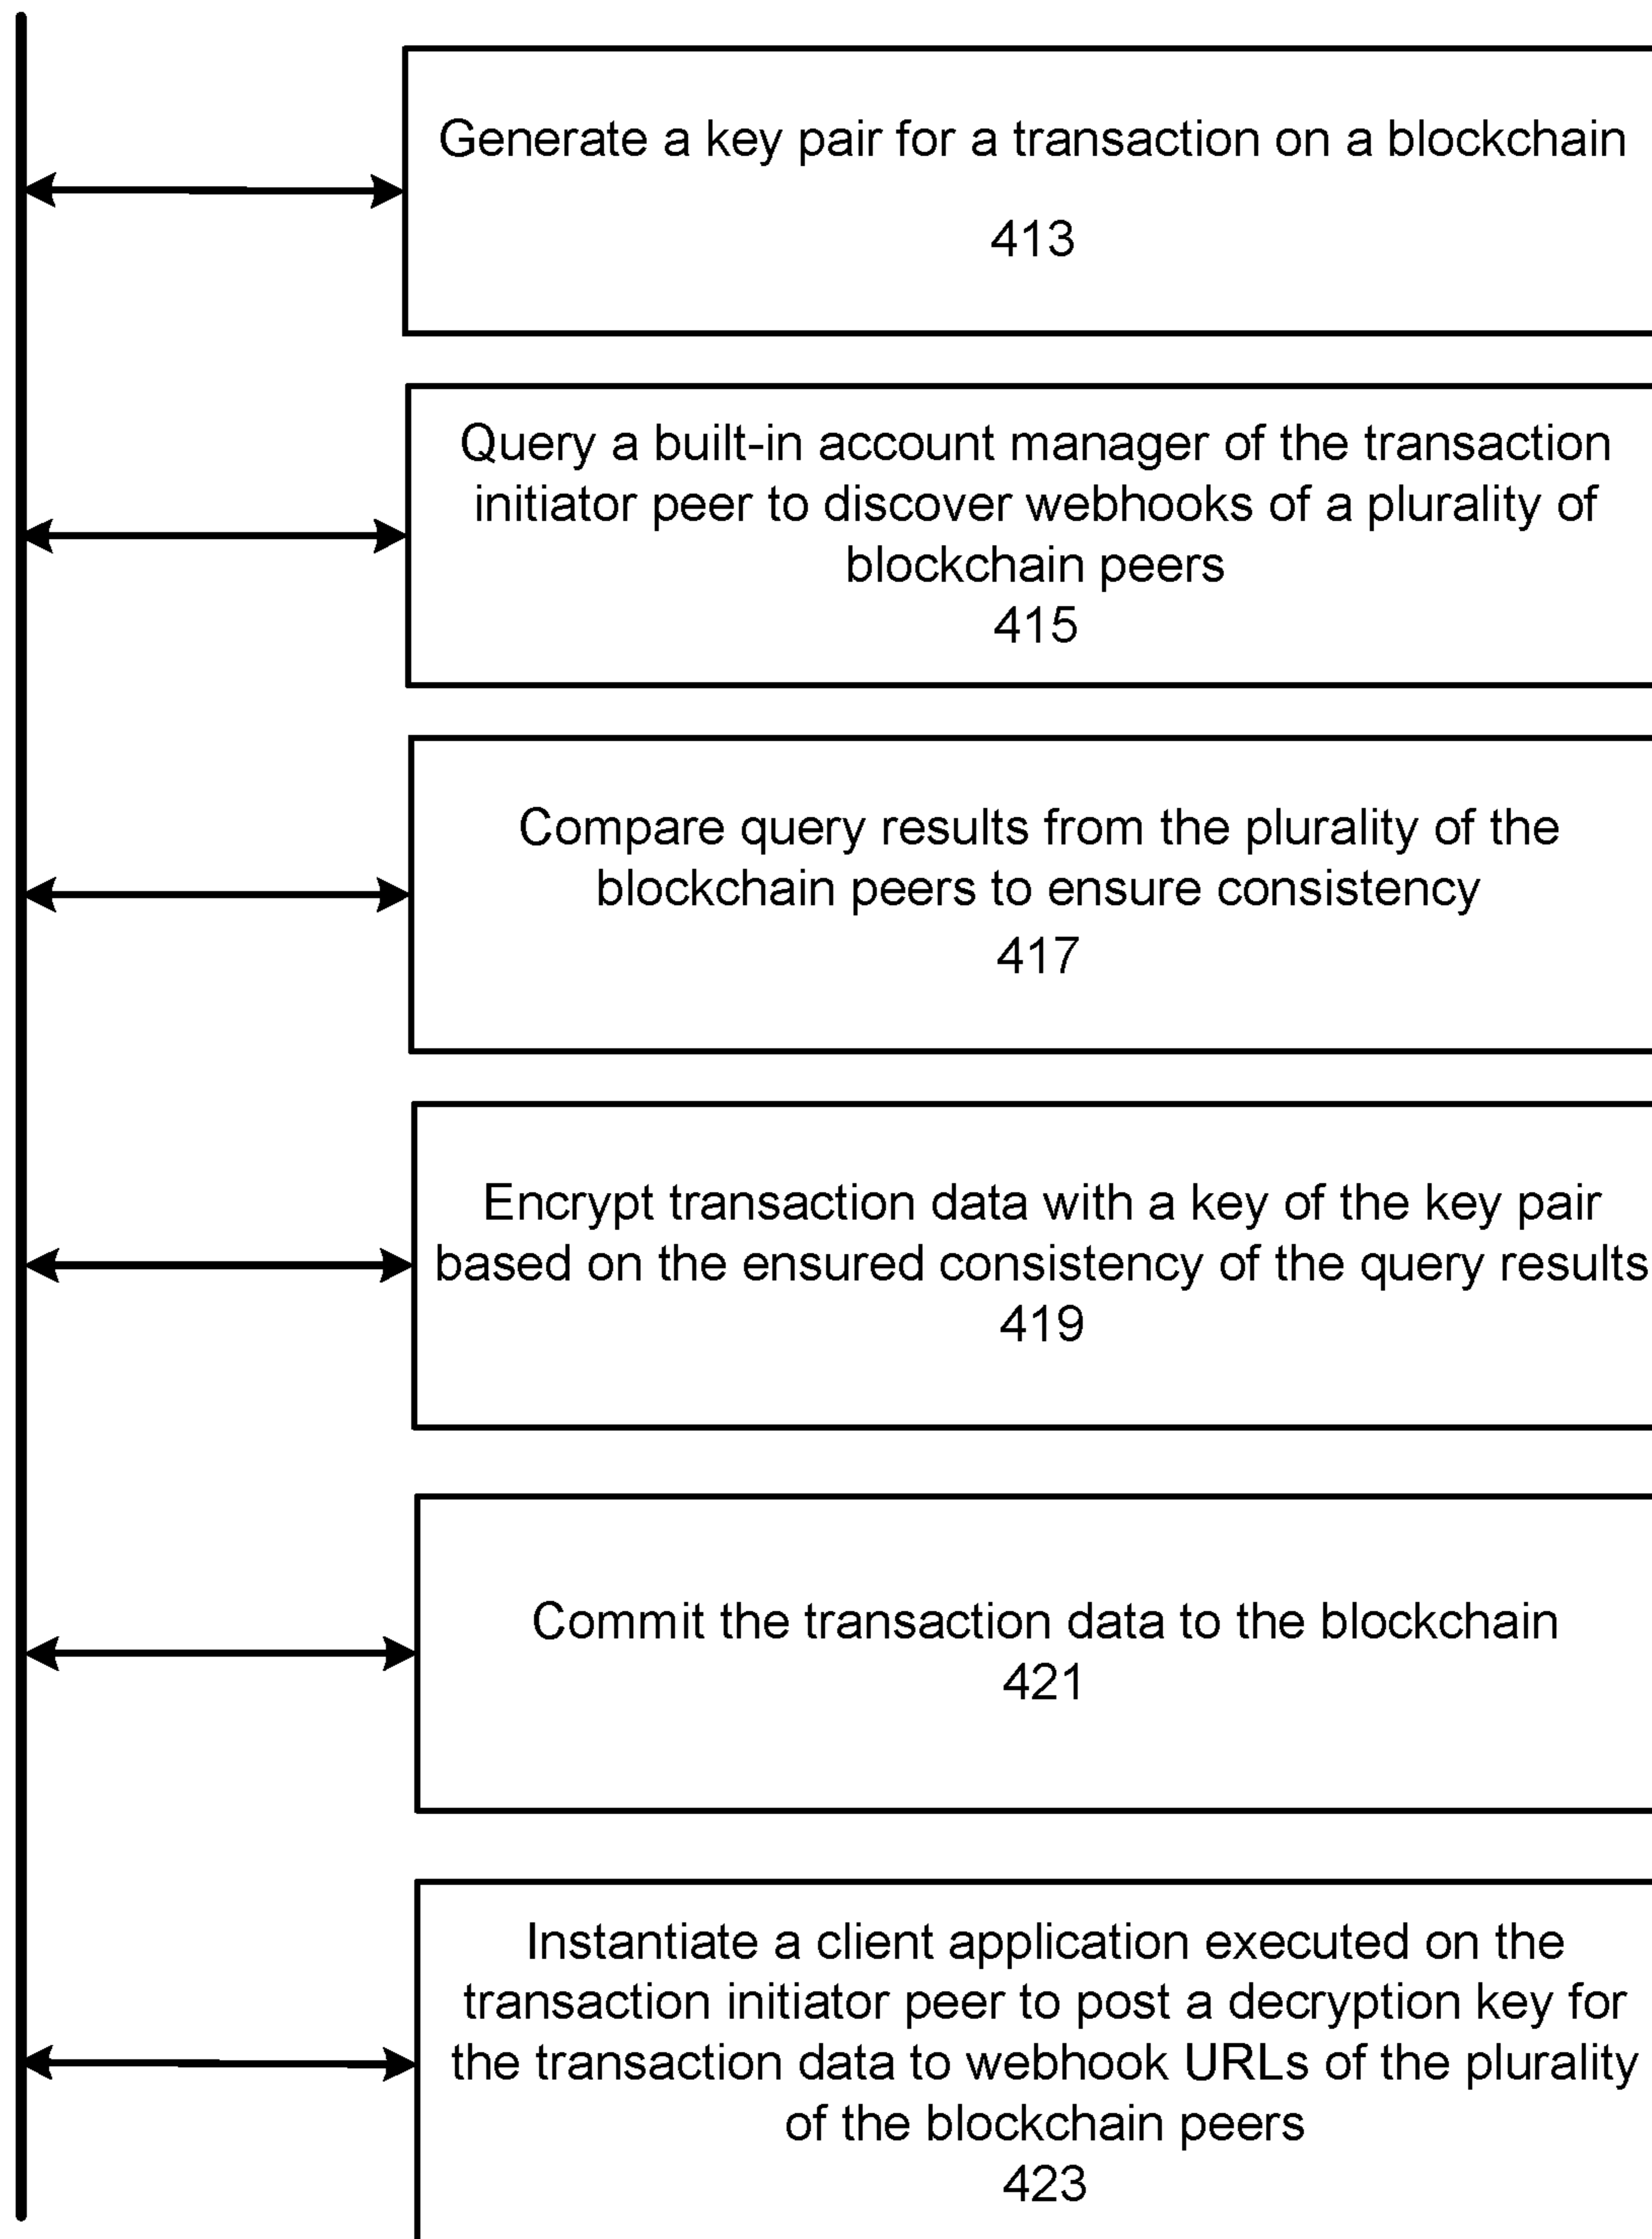 Generate a key pair for a transaction on a blockchain
413
Query a built-in account manager of the transaction
initiator peer to discover webhooks of a plurality of
blockchain peers
415
Compare query results from the plurality of the
blockchain peers to ensure consistency
417
Encrypt transaction data with a key of the key pair
based on the ensured consistency of the query results
419
Commit the transaction data to the blockchain
421
Instantiate a client application executed on the
transaction initiator peer to post a decryption key for
the transaction data to webhook URLs of the plurality
of the blockchain peers
423